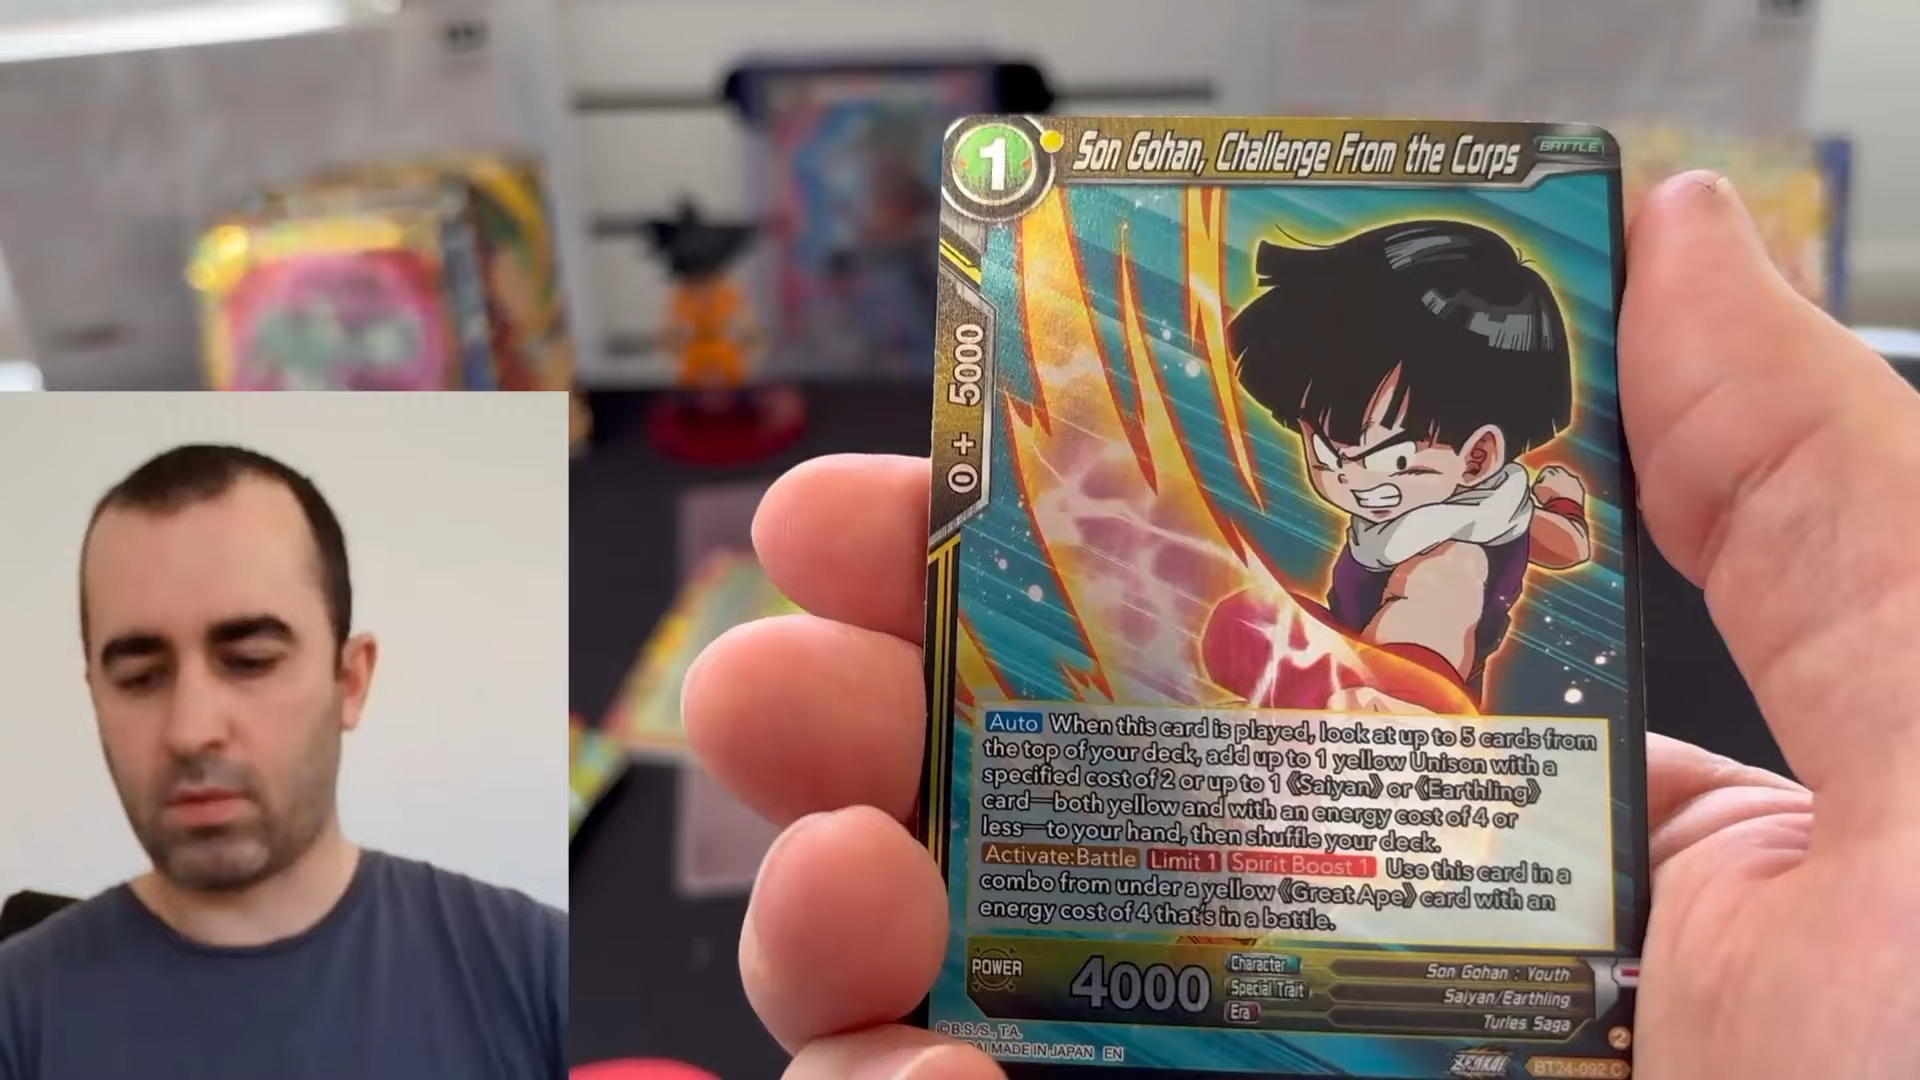 1
Son Gohan, Challenge From the Corps
BATTLE
0 + 5000
Auto When this card is played, look at up to 5 cards from
the top of your deck, add up to 1 yellow Unison with a
specified cost of 2 or up to 1 《Saiyan》 or 《Earthling》
card—both yellow and with an energy cost of 4 or
less—to your hand, then shuffle your deck.
Activate:Battle Limit 1 Spirit Boost 1 Use this card in a
combo from under a yellow 《Great Ape》 card with an
energy cost of 4 that's in a battle.
POWER
4000
Character Son Gohan : Youth
Special Trait Saiyan/Earthling
Era Turles Saga
2
©B.S./S., T.A.
DAI MADE IN JAPAN EN
ZENKAI
BT24-092 C